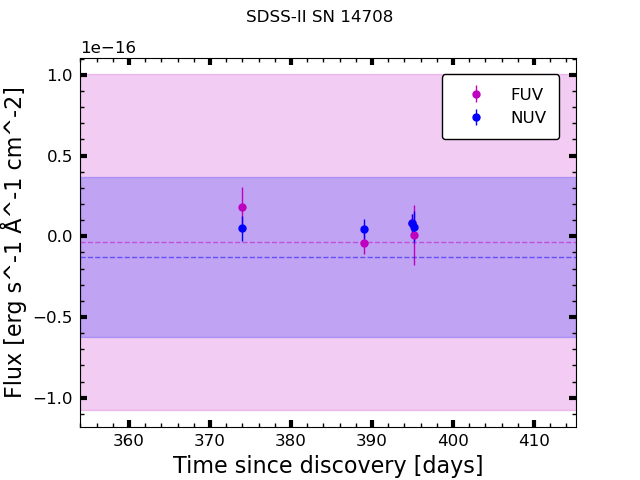 SDSS-II SN 14708
1e−16
1.0
0.5
0.0
−0.5
−1.0
Flux [erg s^-1 Å^-1 cm^-2]
FUV
NUV
360 370 380 390 400 410
Time since discovery [days]